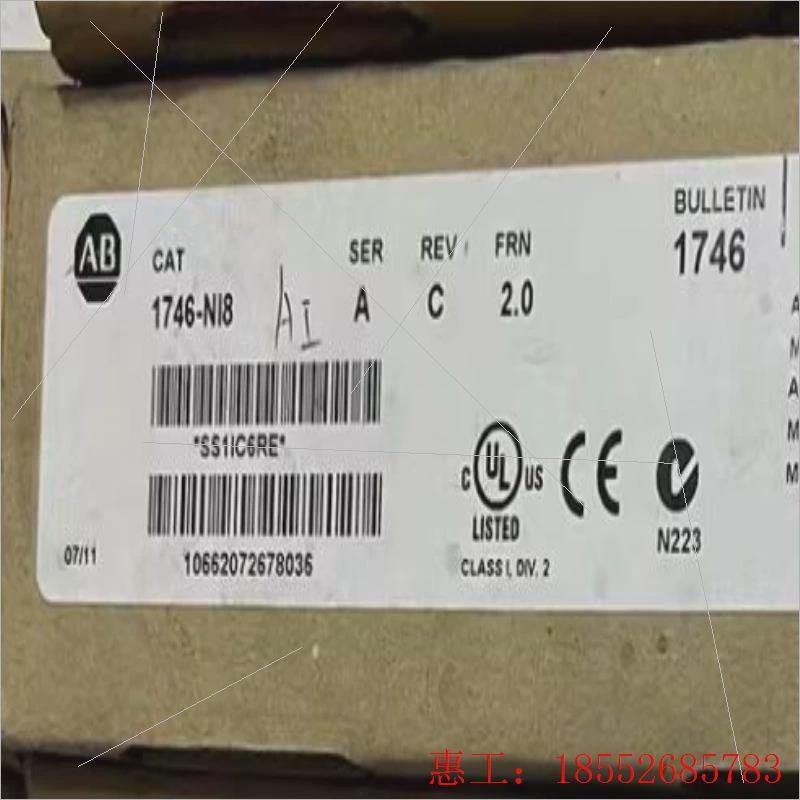 AB
CAT
SER
REV
FRN
BULLETIN
1746-NI8
AI
A
C
2.0
1746
*SS1IC6RE*
10662072678036
07/11
C UL US
LISTED
CLASS I, DIV. 2
CE
N223
A
M
A
M
M
惠工：18552685783